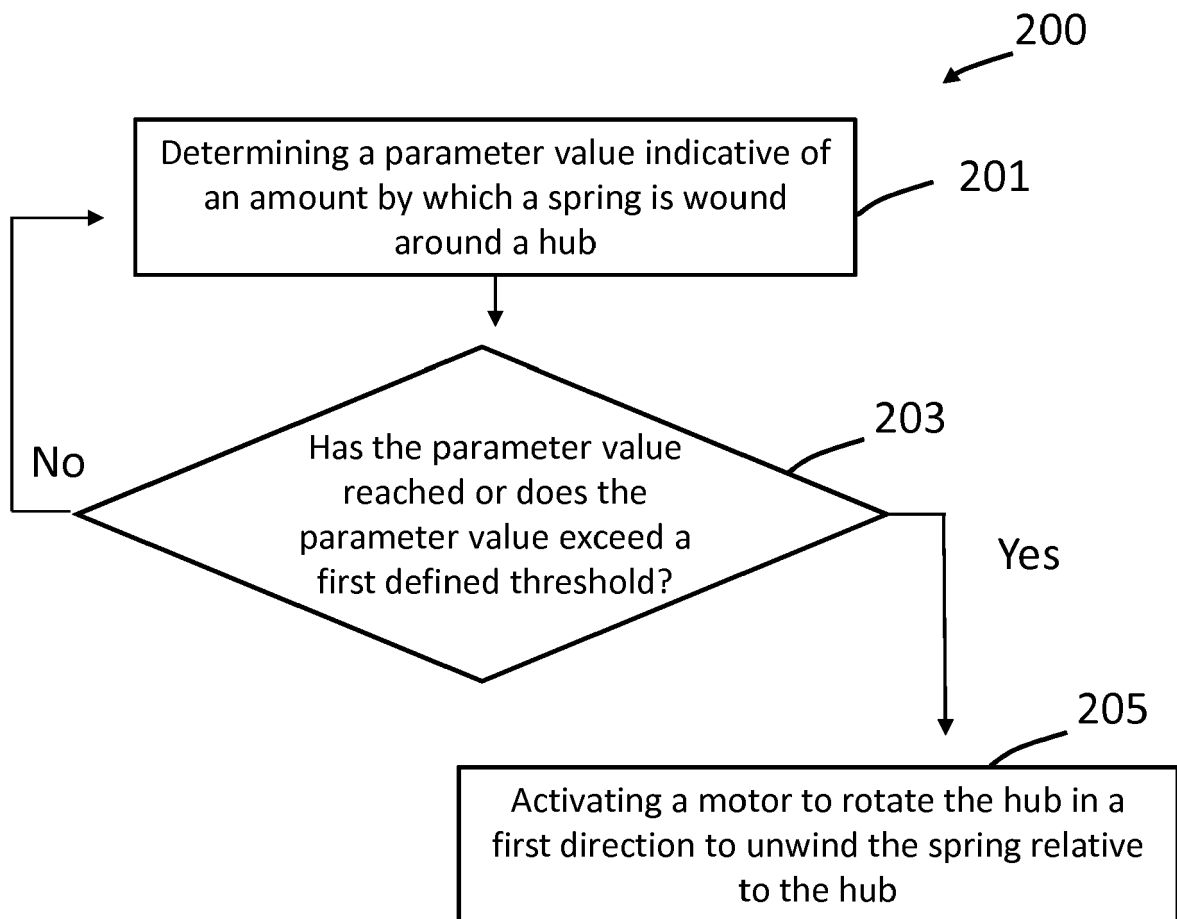 200
Determining a parameter value indicative of
an amount by which a spring is wound
around a hub
201
203
Has the parameter value
reached or does the
parameter value exceed a
first defined threshold?
No
Yes
205
Activating a motor to rotate the hub in a
first direction to unwind the spring relative
to the hub